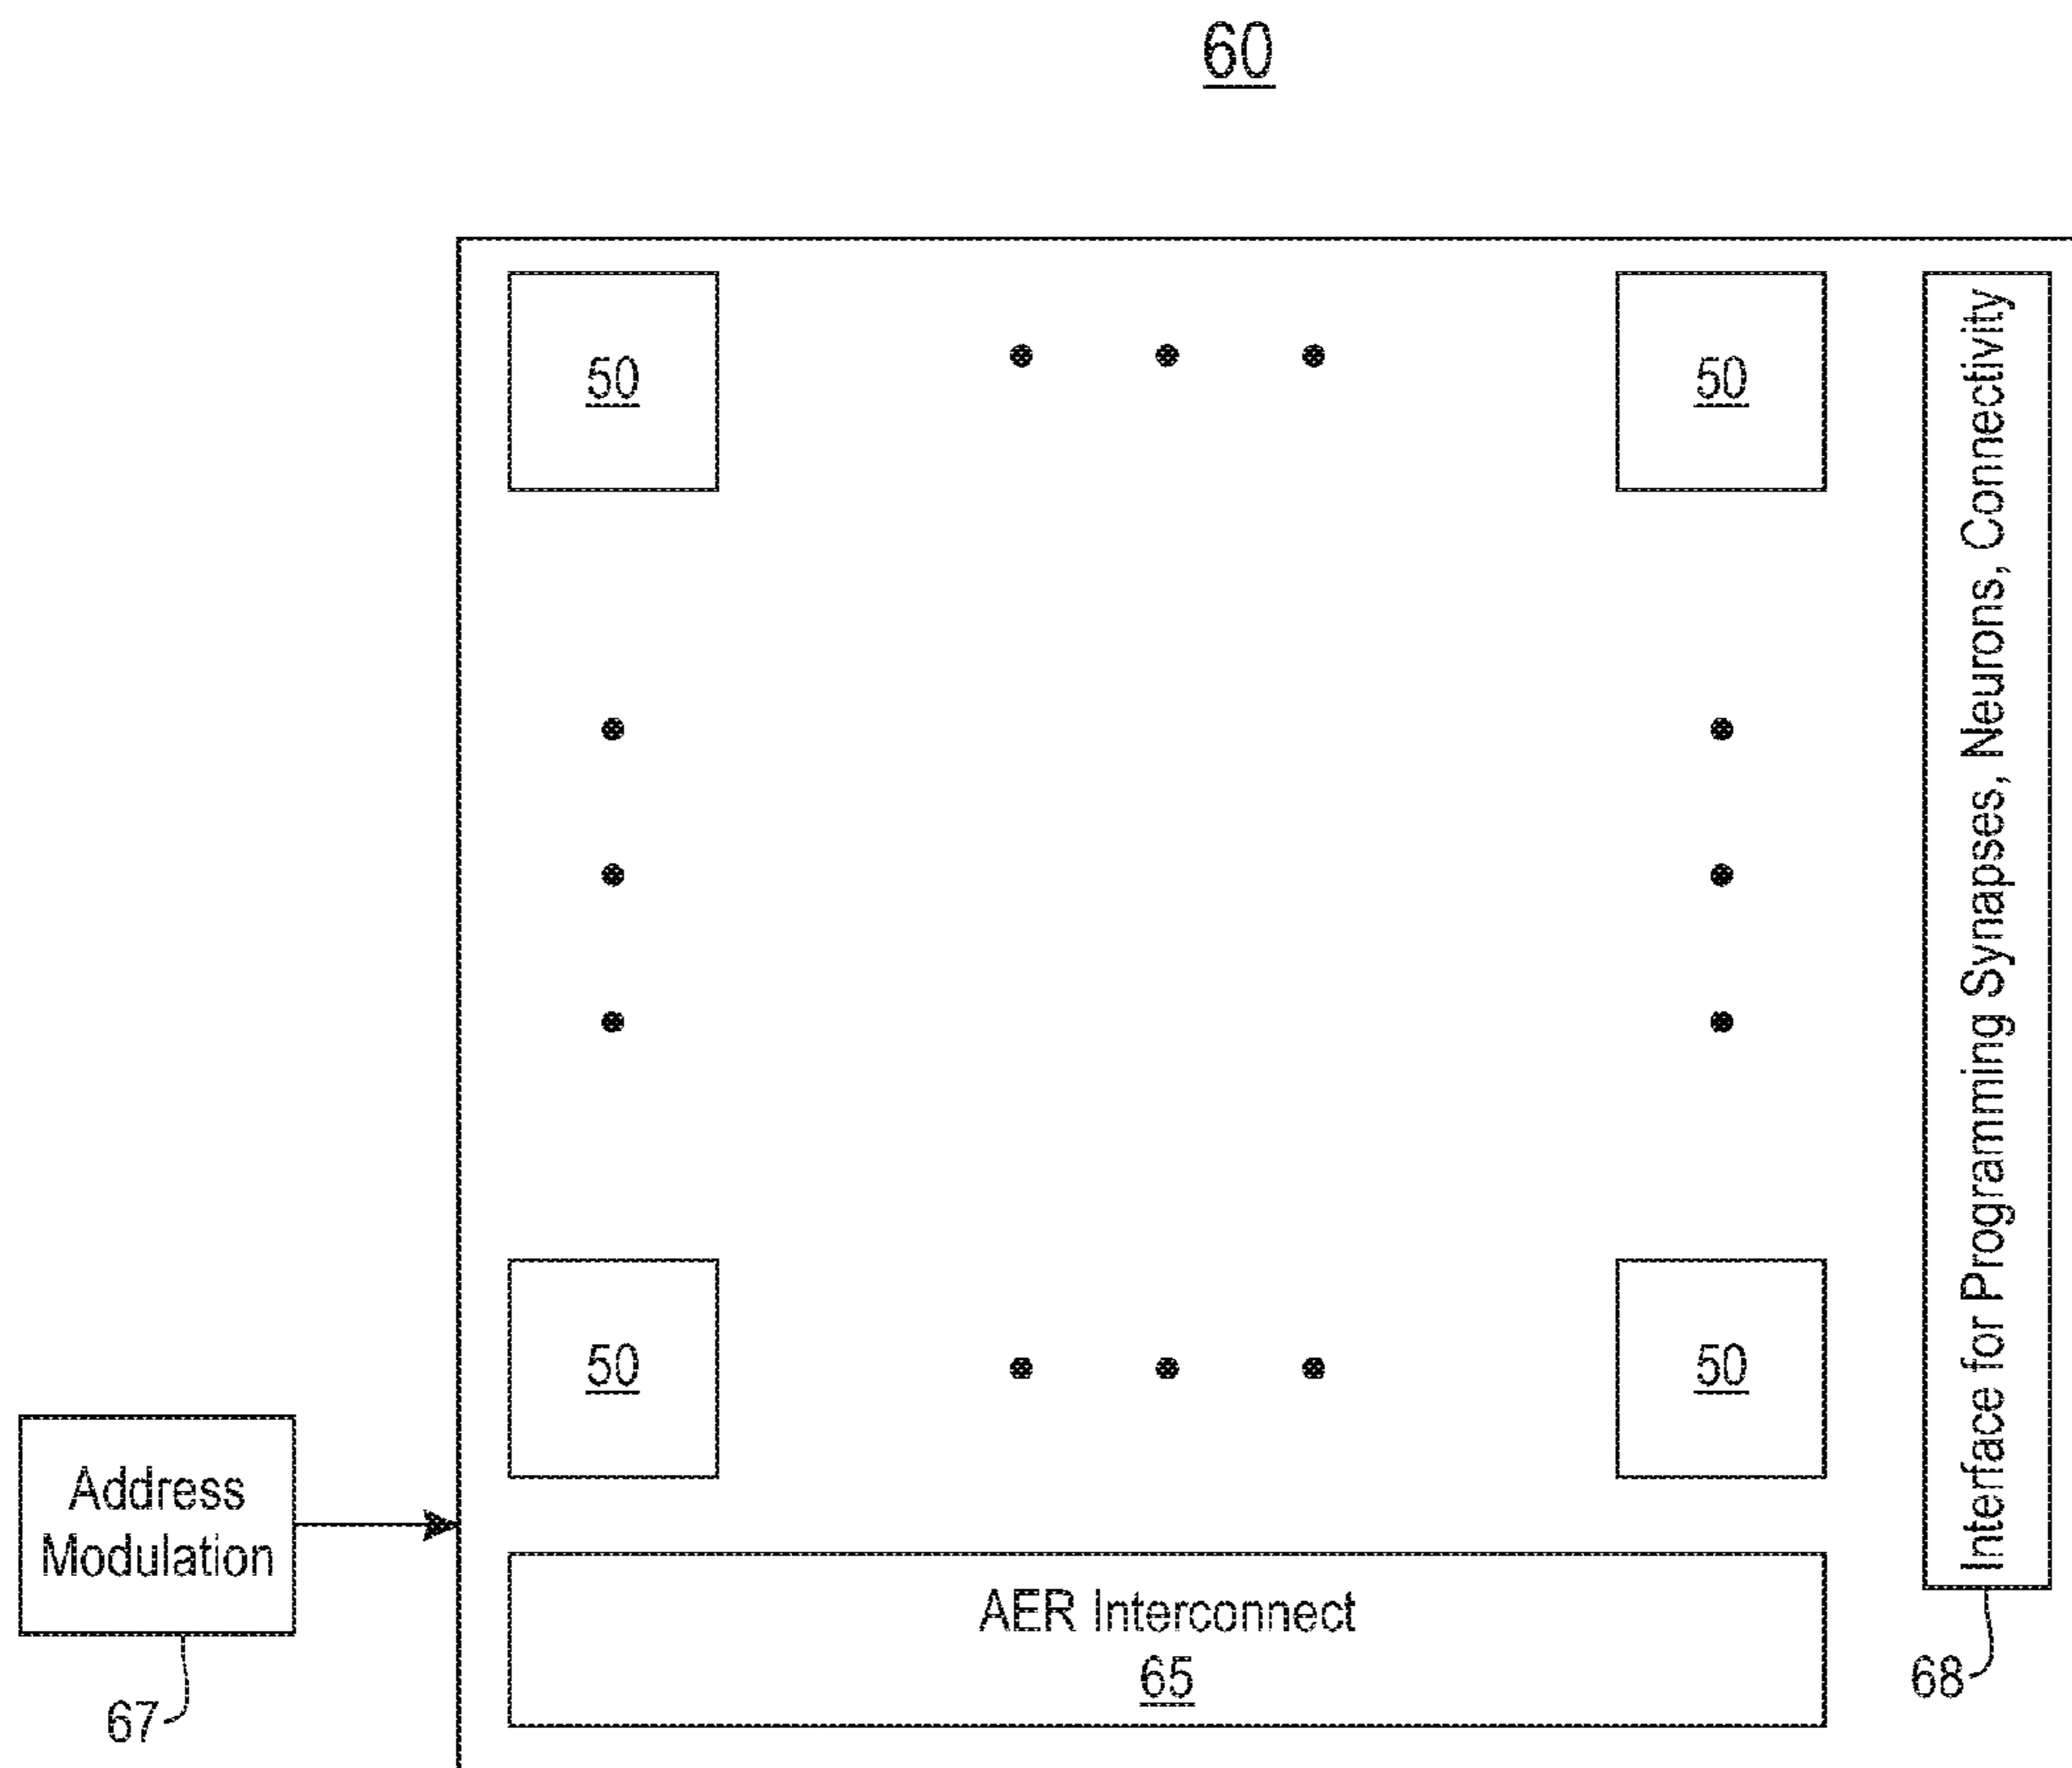 60
50
50
Interface for Programming Synapses, Neurons, Connectivity
50
50
Address
Modulation
AER Interconnect
65
67
68